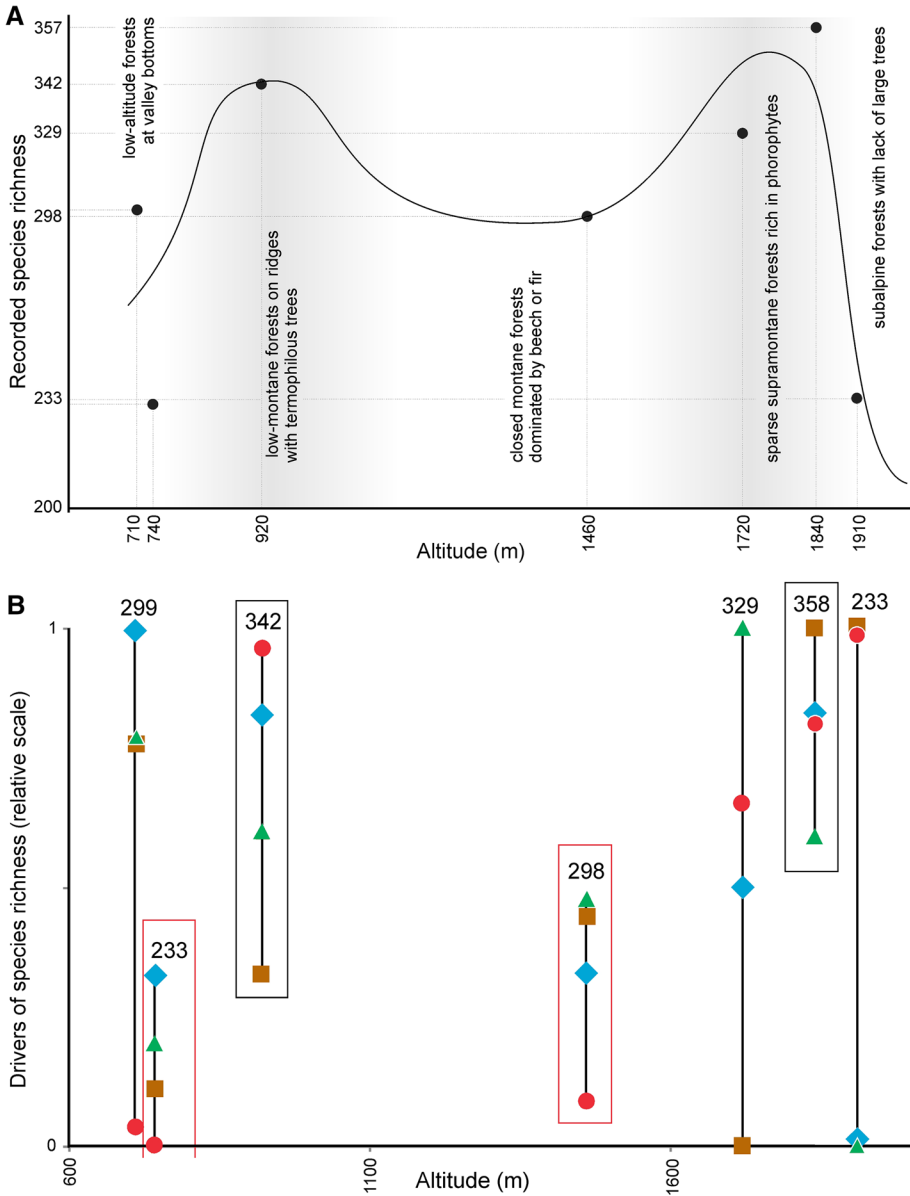 A
357
342
329
298
233
200
Recorded species richness
low-altitude forests
at valley bottoms
low-montane forests on ridges
with termophilous trees
closed montane forests
dominated by beech or fir
sparse supramontane forests rich in phorophytes
subalpine forests with lack of large trees
710
740
920
1460
1720
1840
1910
Altitude (m)
B
299
342
329
358
233
233
298
1
0
Drivers of species richness (relative scale)
600
1100
1600
Altitude (m)